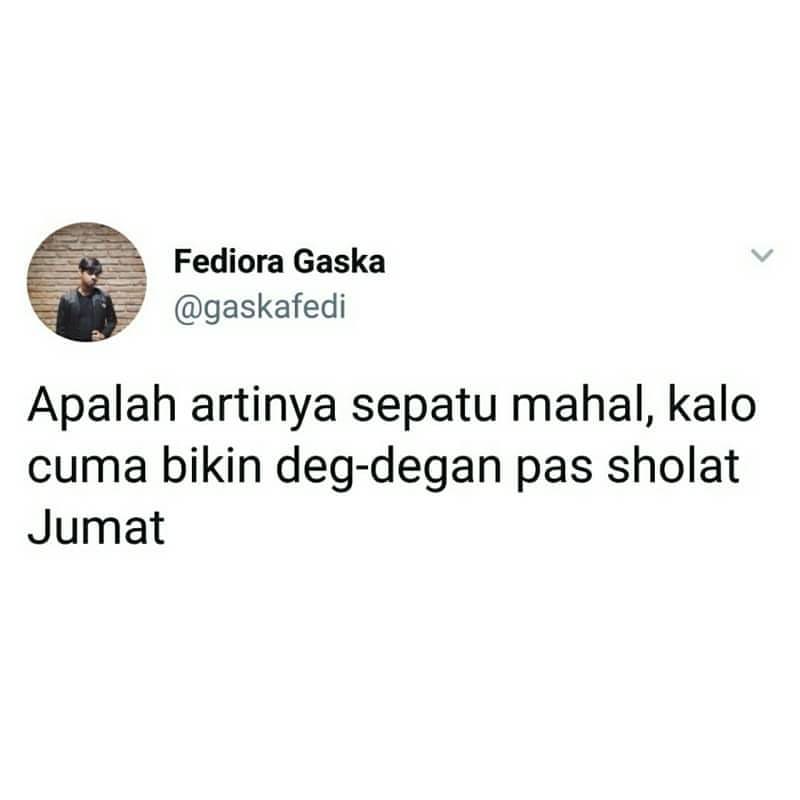 Fediora Gaska
@gaskafedi
Apalah artinya sepatu mahal, kalo
cuma bikin deg-degan pas sholat
Jumat